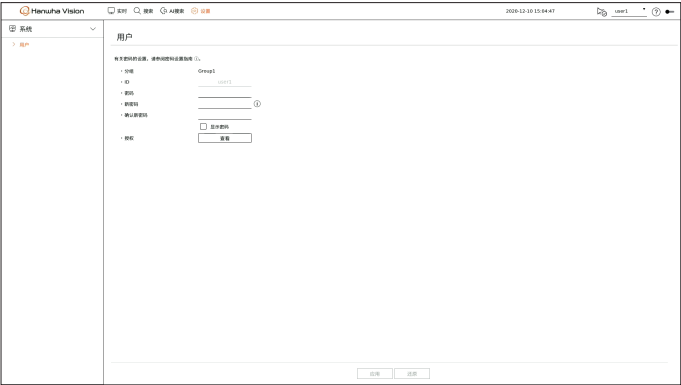 Hanwha Vision 实时 搜索 AI搜索 设置 2020-12-10 15:04:47 user1
系统
用户
用户
有关密码的设置，请参阅密码设置指南 ⓘ。
分组 Group1
ID user1
密码
新密码
确认新密码
显示密码
授权 查看
应用 还原